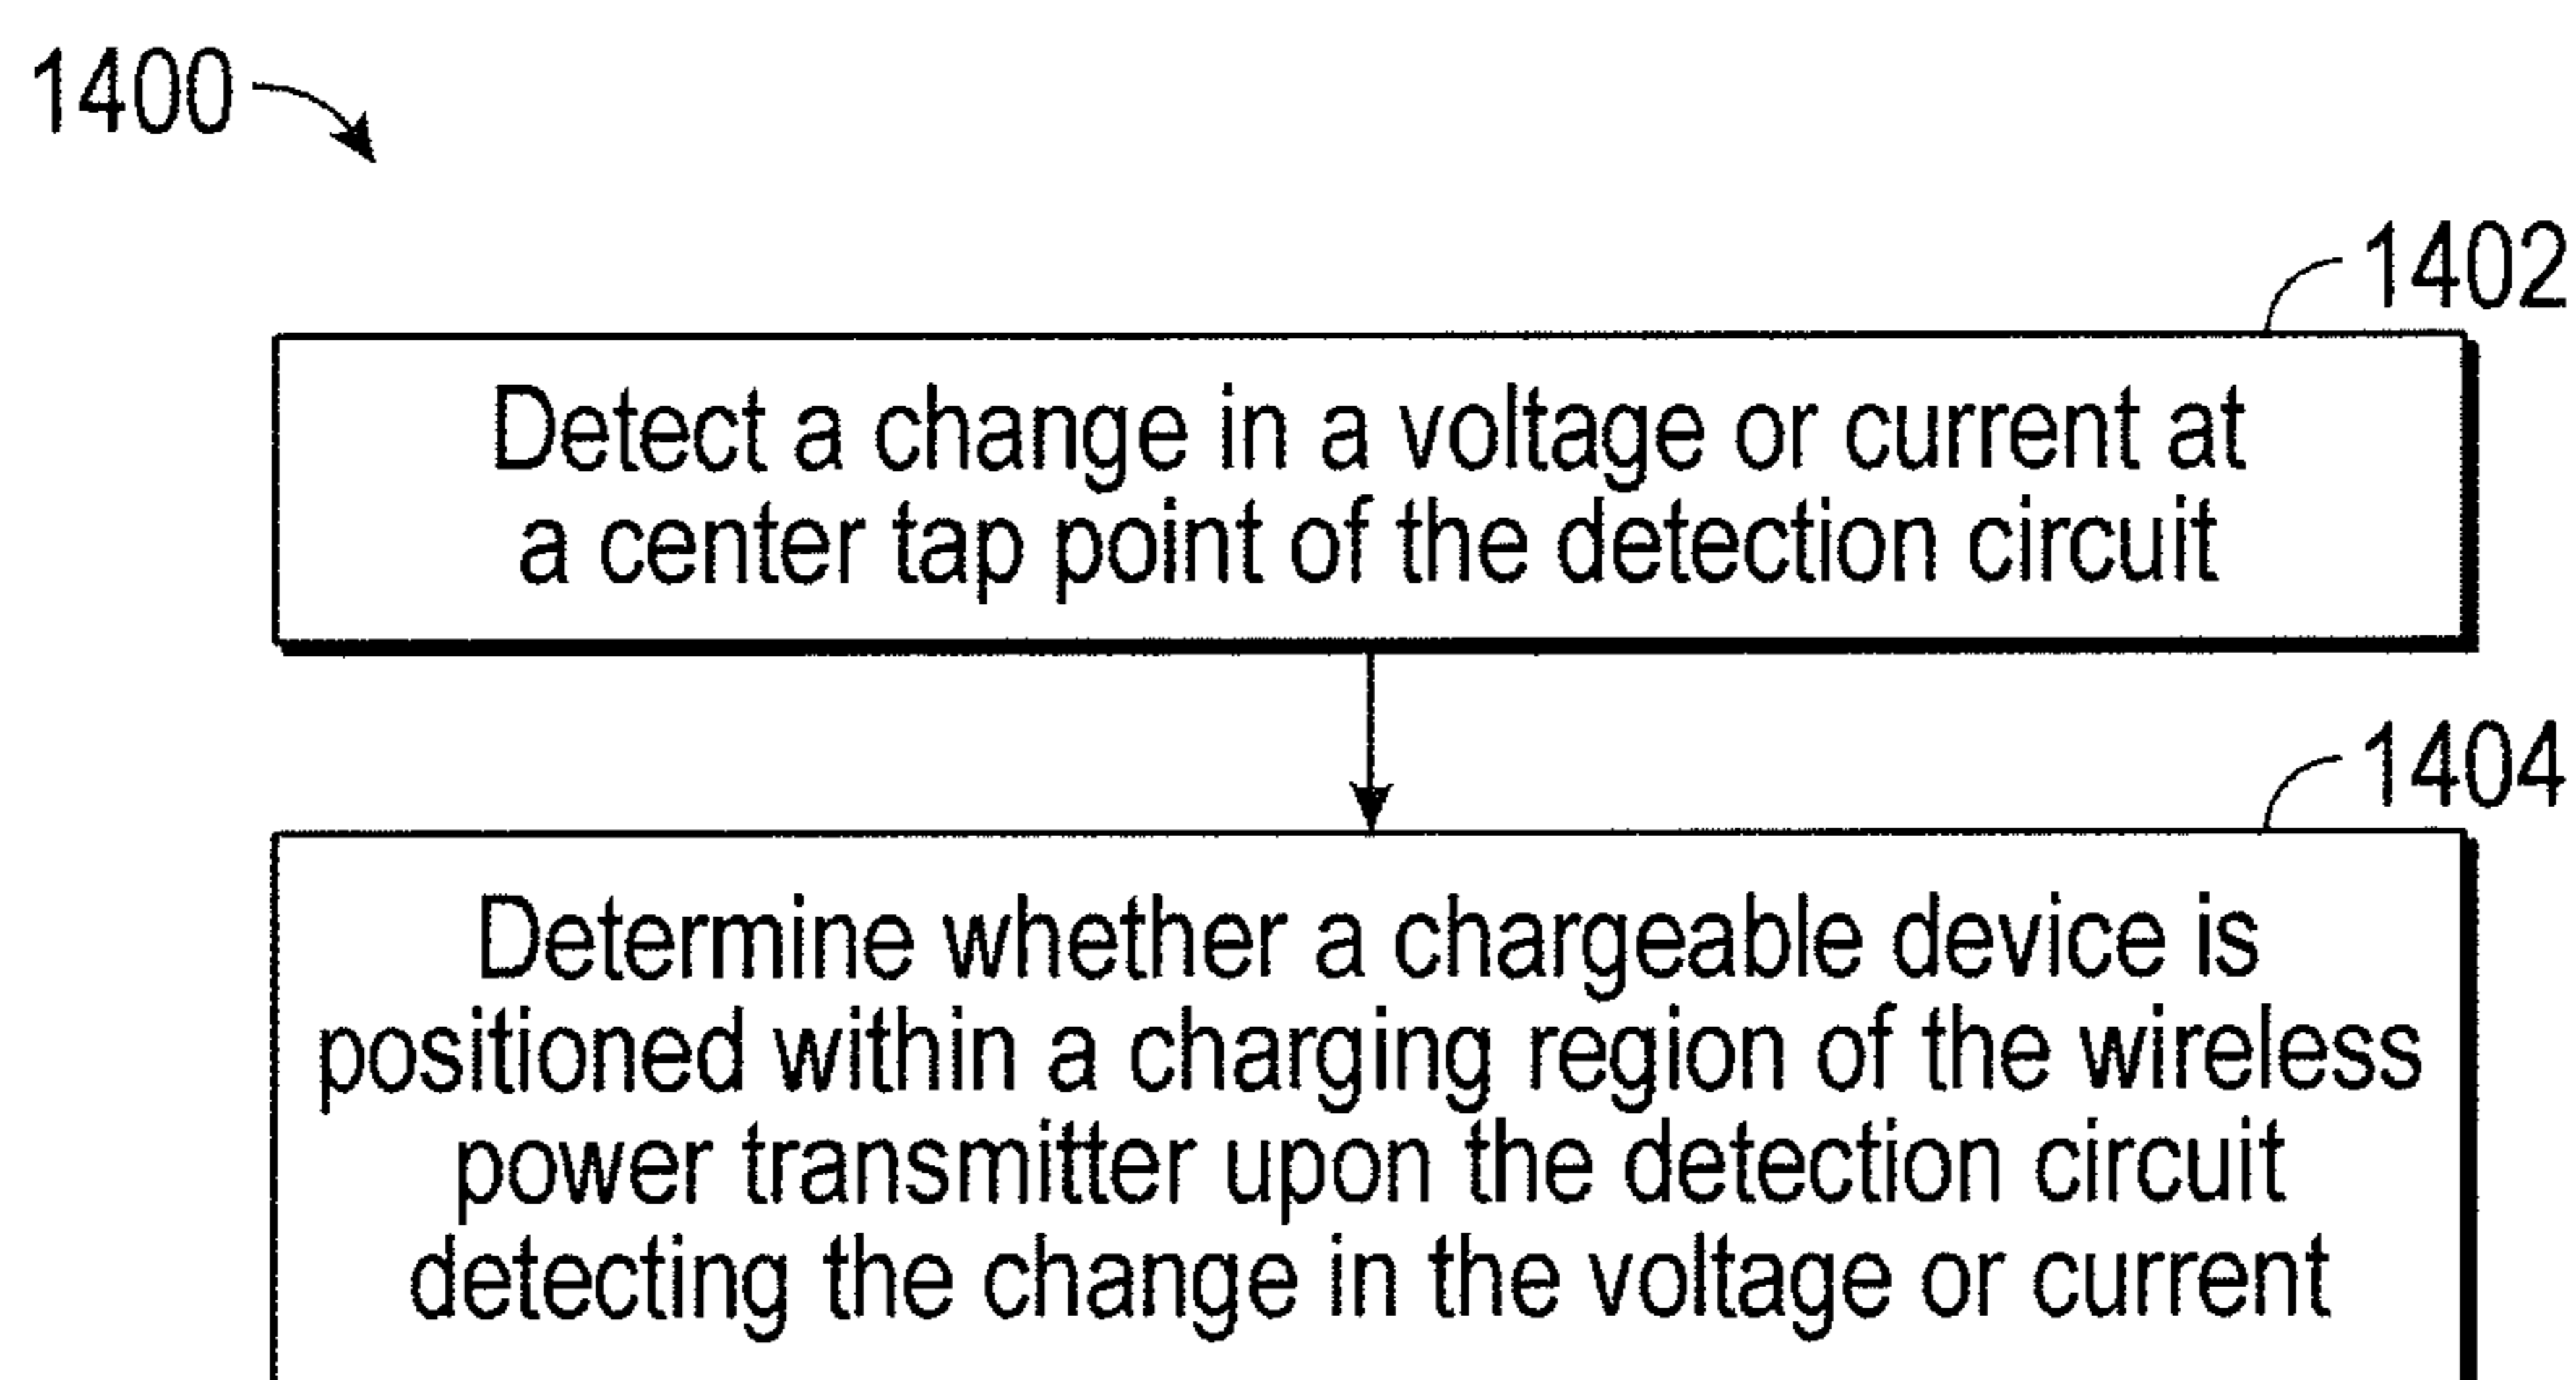 1400
1402
Detect a change in a voltage or current at
a center tap point of the detection circuit
1404
Determine whether a chargeable device is
positioned within a charging region of the wireless
power transmitter upon the detection circuit
detecting the change in the voltage or current